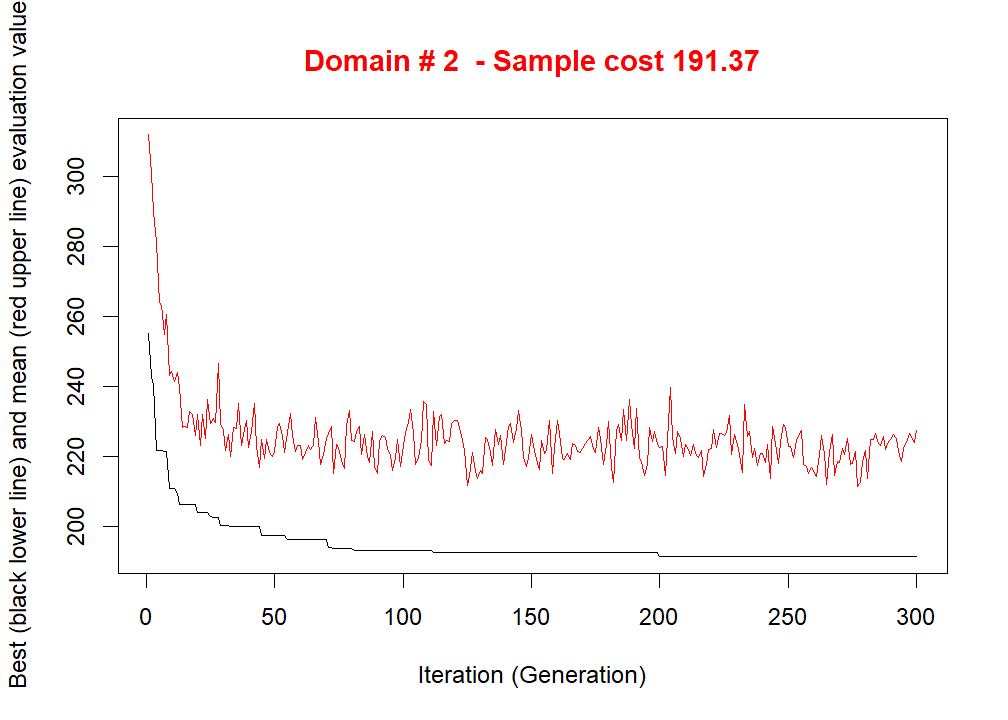 Domain # 2  - Sample cost 191.37
Best (black lower line) and mean (red upper line) evaluation value
300
280
260
240
220
200
0 50 100 150 200 250 300
Iteration (Generation)